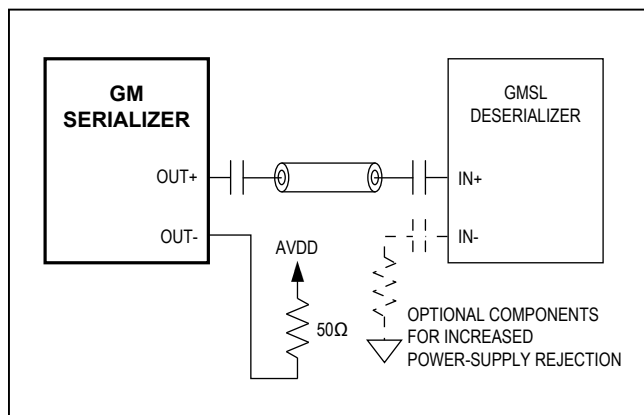 GM
SERIALIZER
GMSL
DESERIALIZER
OUT+
IN+
OUT-
IN-
AVDD
50Ω
OPTIONAL COMPONENTS
FOR INCREASED
POWER-SUPPLY REJECTION